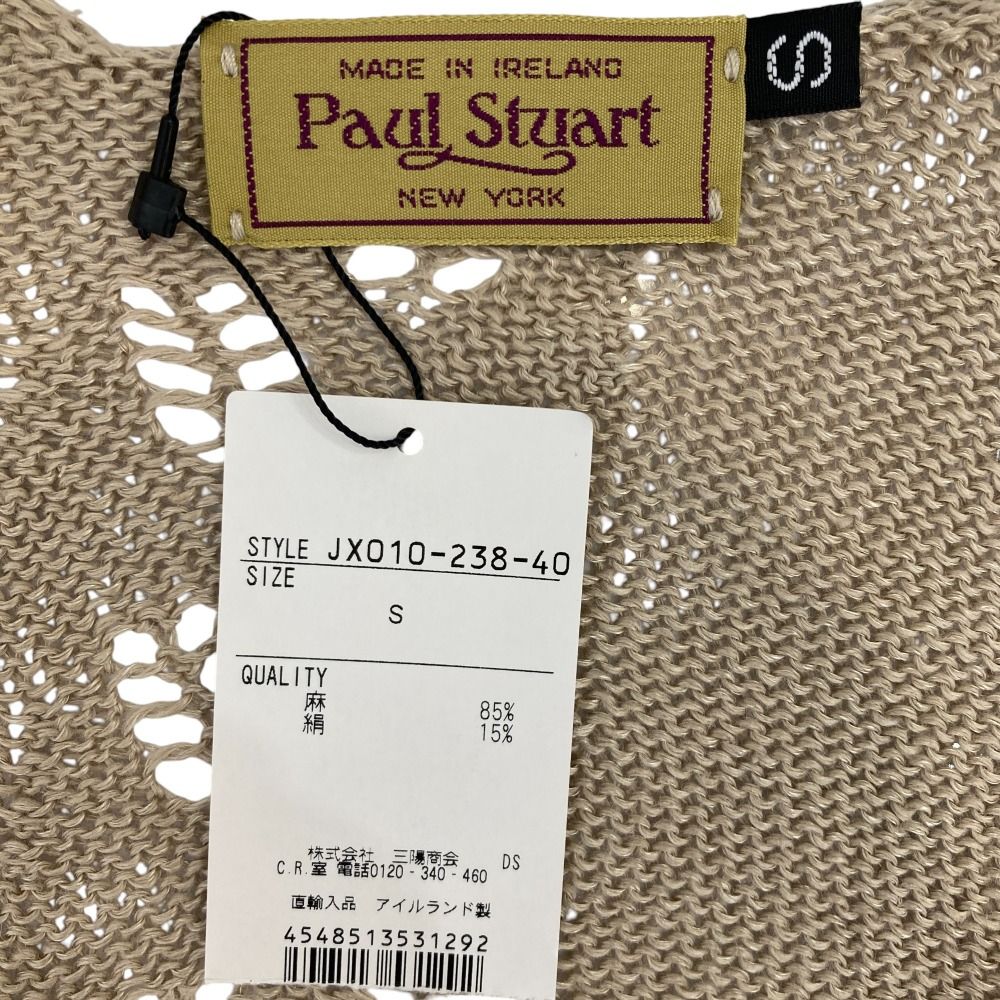 MADE IN IRELAND
Paul Stuart
NEW YORK
S
STYLE JX010-238-40
SIZE
S
QUALITY
麻 85%
絹 15%
株式会社 三陽商会 DS
C.R.室 電話0120-340-460
直輸入品 アイルランド製
4548513531292